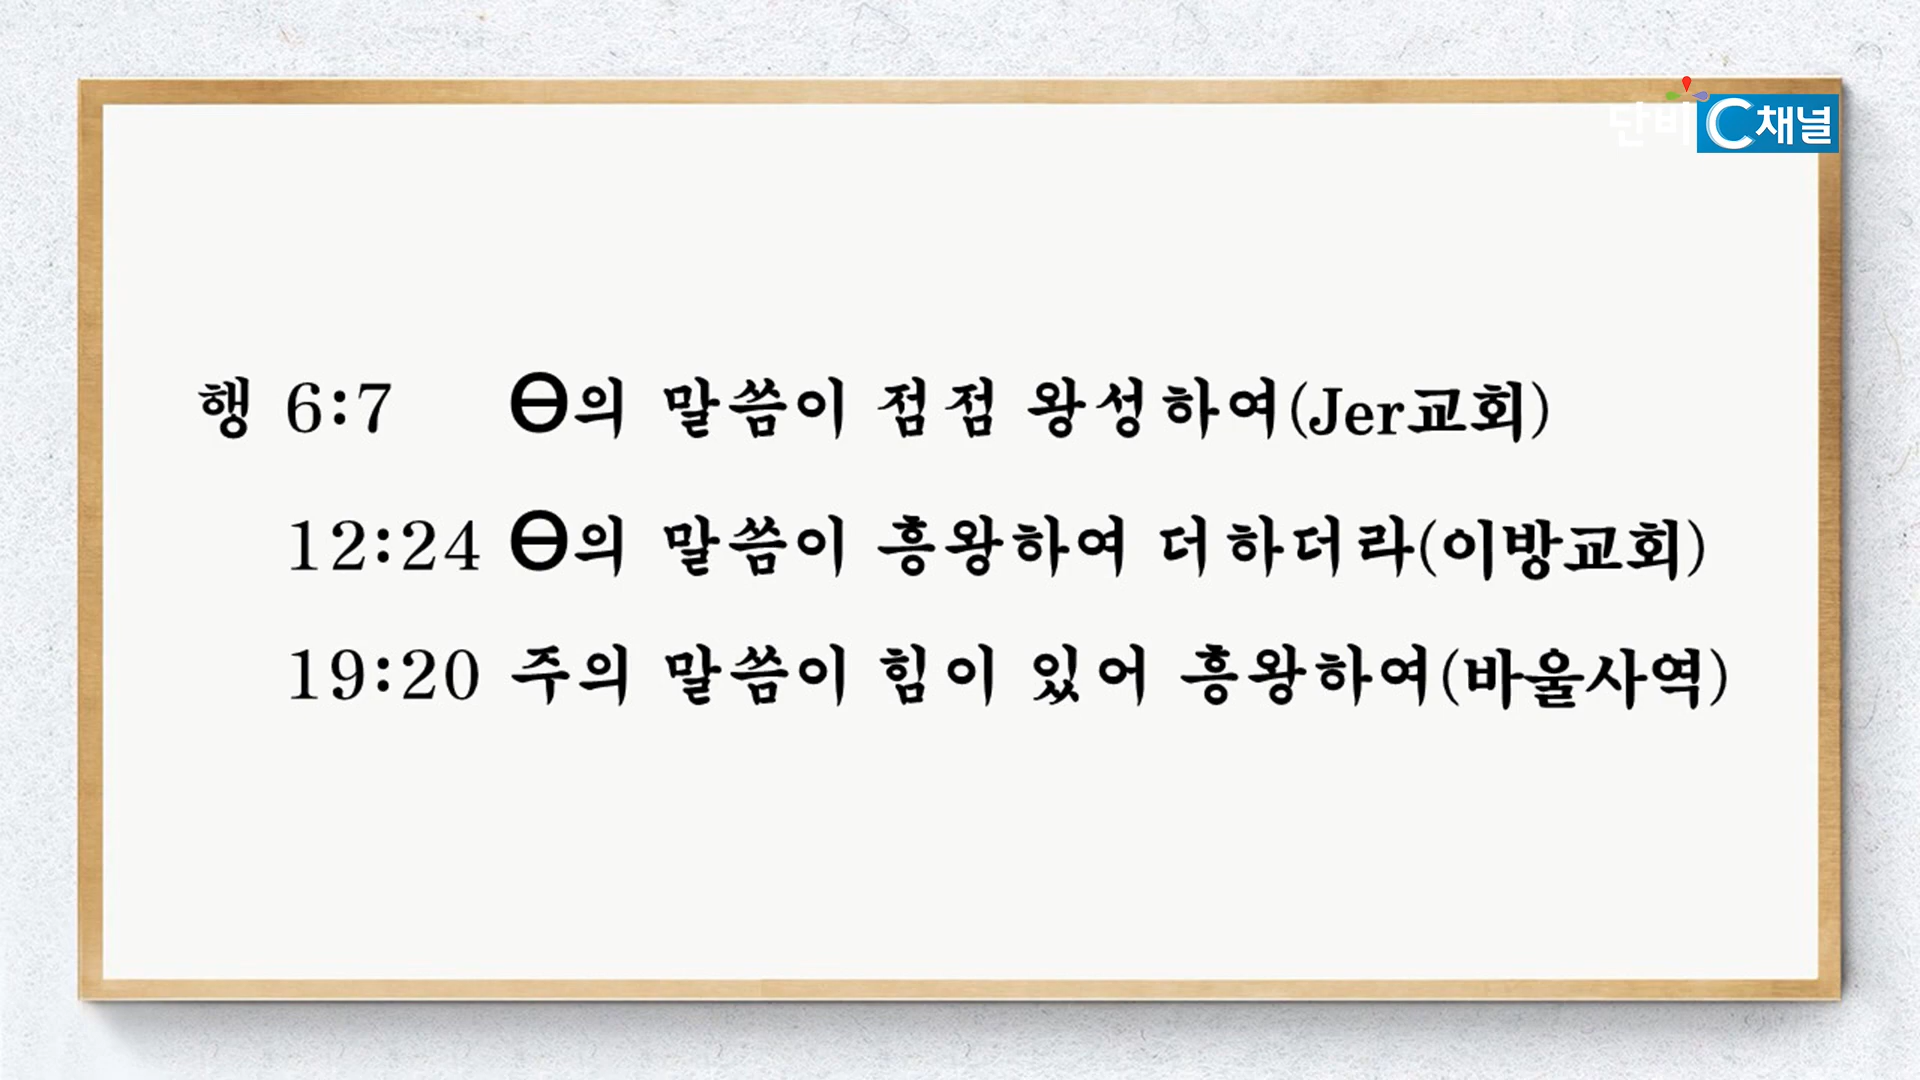 단비 C채널
행 6:7 Ө의 말씀이 점점 왕성하여(Jer교회)
12:24 Ө의 말씀이 흥왕하여 더하더라(이방교회)
19:20 주의 말씀이 힘이 있어 흥왕하여(바울사역)